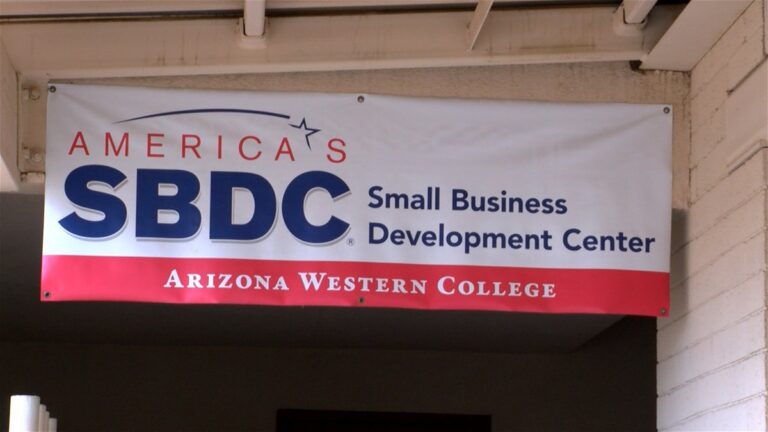 AMERICA'S
SBDC®
Small Business
Development Center
ARIZONA WESTERN COLLEGE